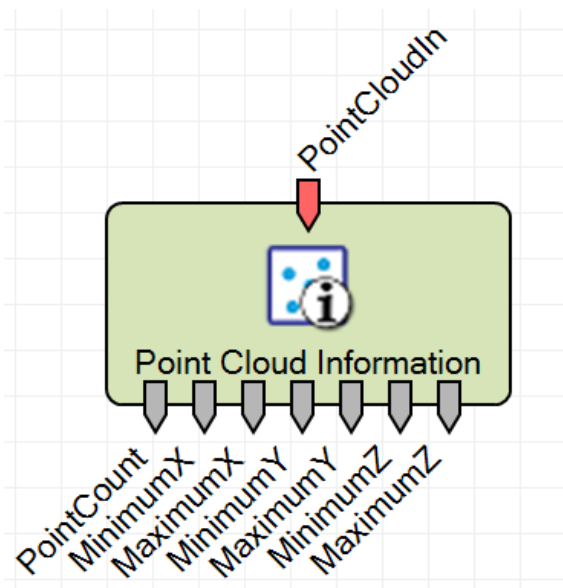 PointCloudIn
i
Point Cloud Information
PointCount
MinimumX
MaximumX
MinimumY
MaximumY
MinimumZ
MaximumZ